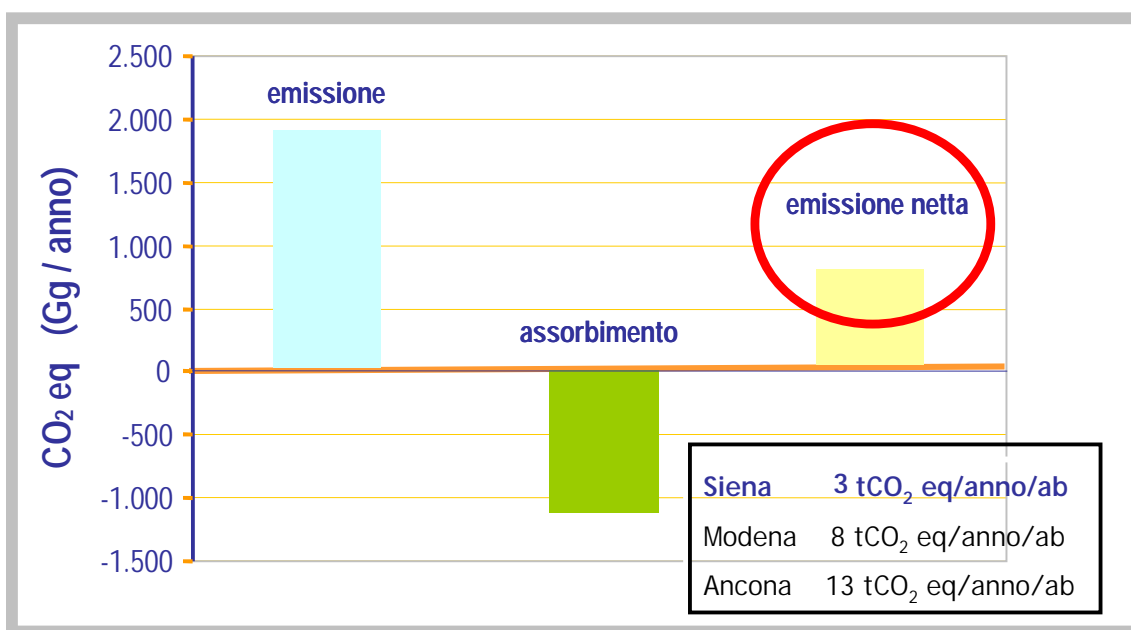 CO₂ eq (Gg / anno)
2.500
2.000
1.500
1.000
500
0
-500
-1.000
-1.500
emissione
assorbimento
emissione netta
Siena 3 tCO₂ eq/anno/ab
Modena 8 tCO₂ eq/anno/ab
Ancona 13 tCO₂ eq/anno/ab